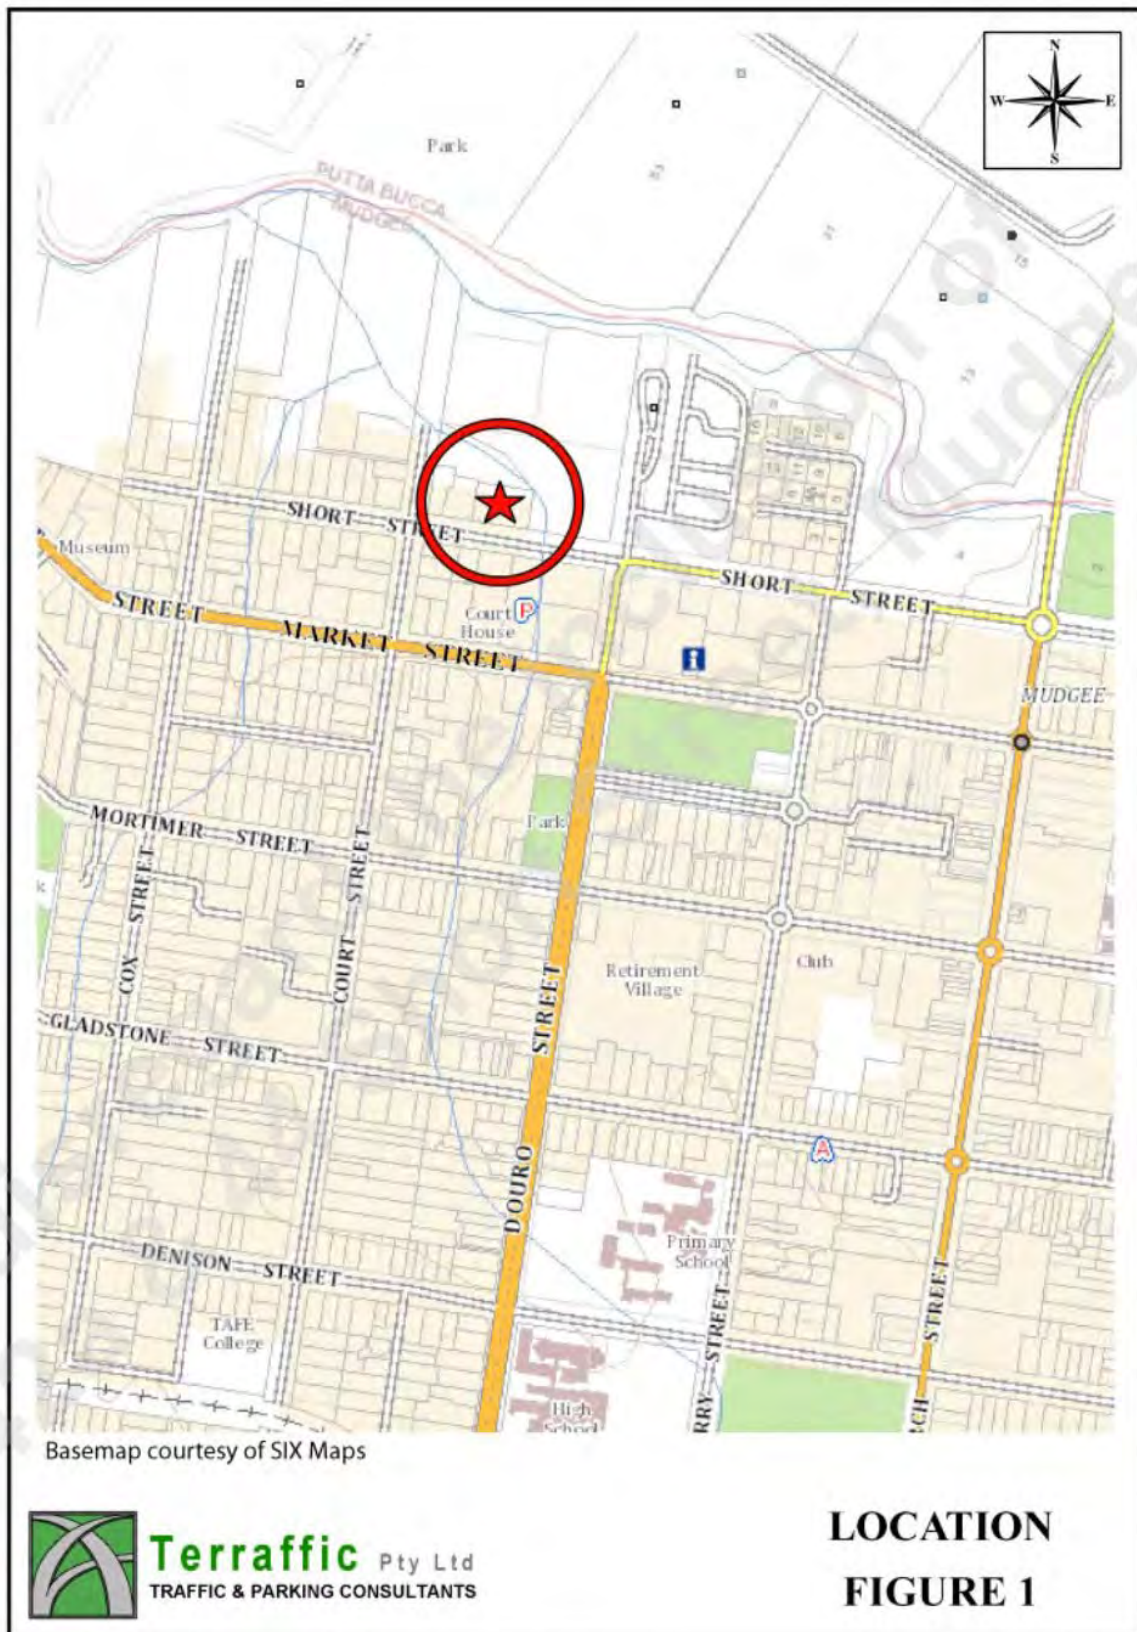 N
W E
S
Park
PUTTA BUCCA
MUDGEE
SHORT STREET
Museum
STREET
MARKET STREET
Court
House
P
SHORT STREET
i
MUDGEE
Park
MORTIMER STREET
COX STREET
COURT STREET
Retirement
Village
Club
STREET
DOURO
GLADSTONE STREET
A
Primary
School
DENISON STREET
TAFE
College
High
School
RRY STREET
CH STREET
Basemap courtesy of SIX Maps
Terraffic Pty Ltd
TRAFFIC & PARKING CONSULTANTS
LOCATION
FIGURE 1